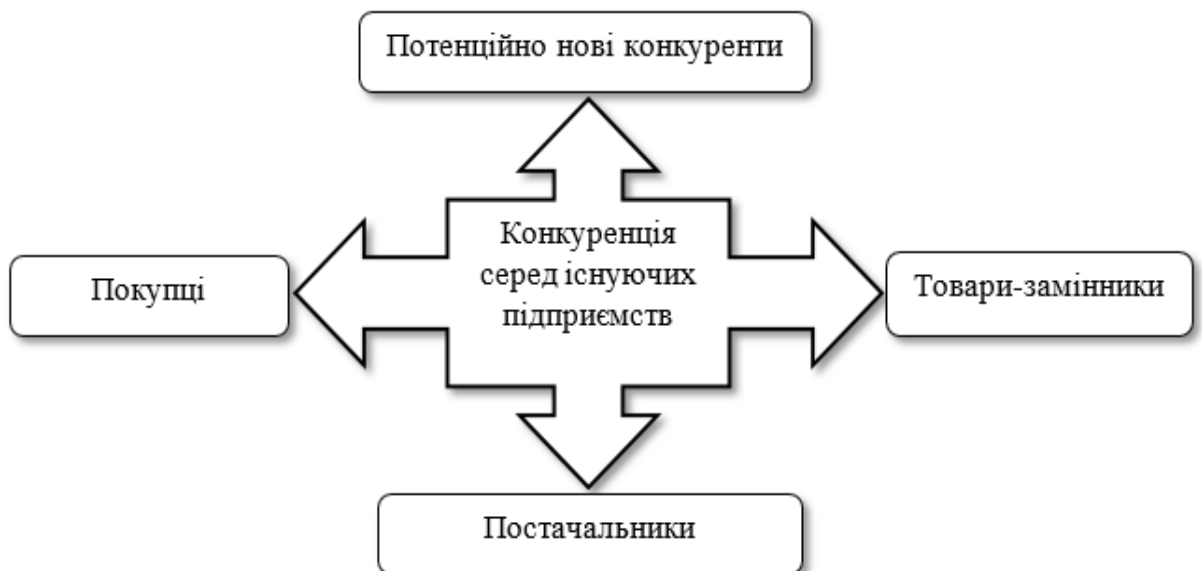 Потенційно нові конкуренти
Конкуренція
серед існуючих
підприємств
Покупці
Товари-замінники
Постачальники